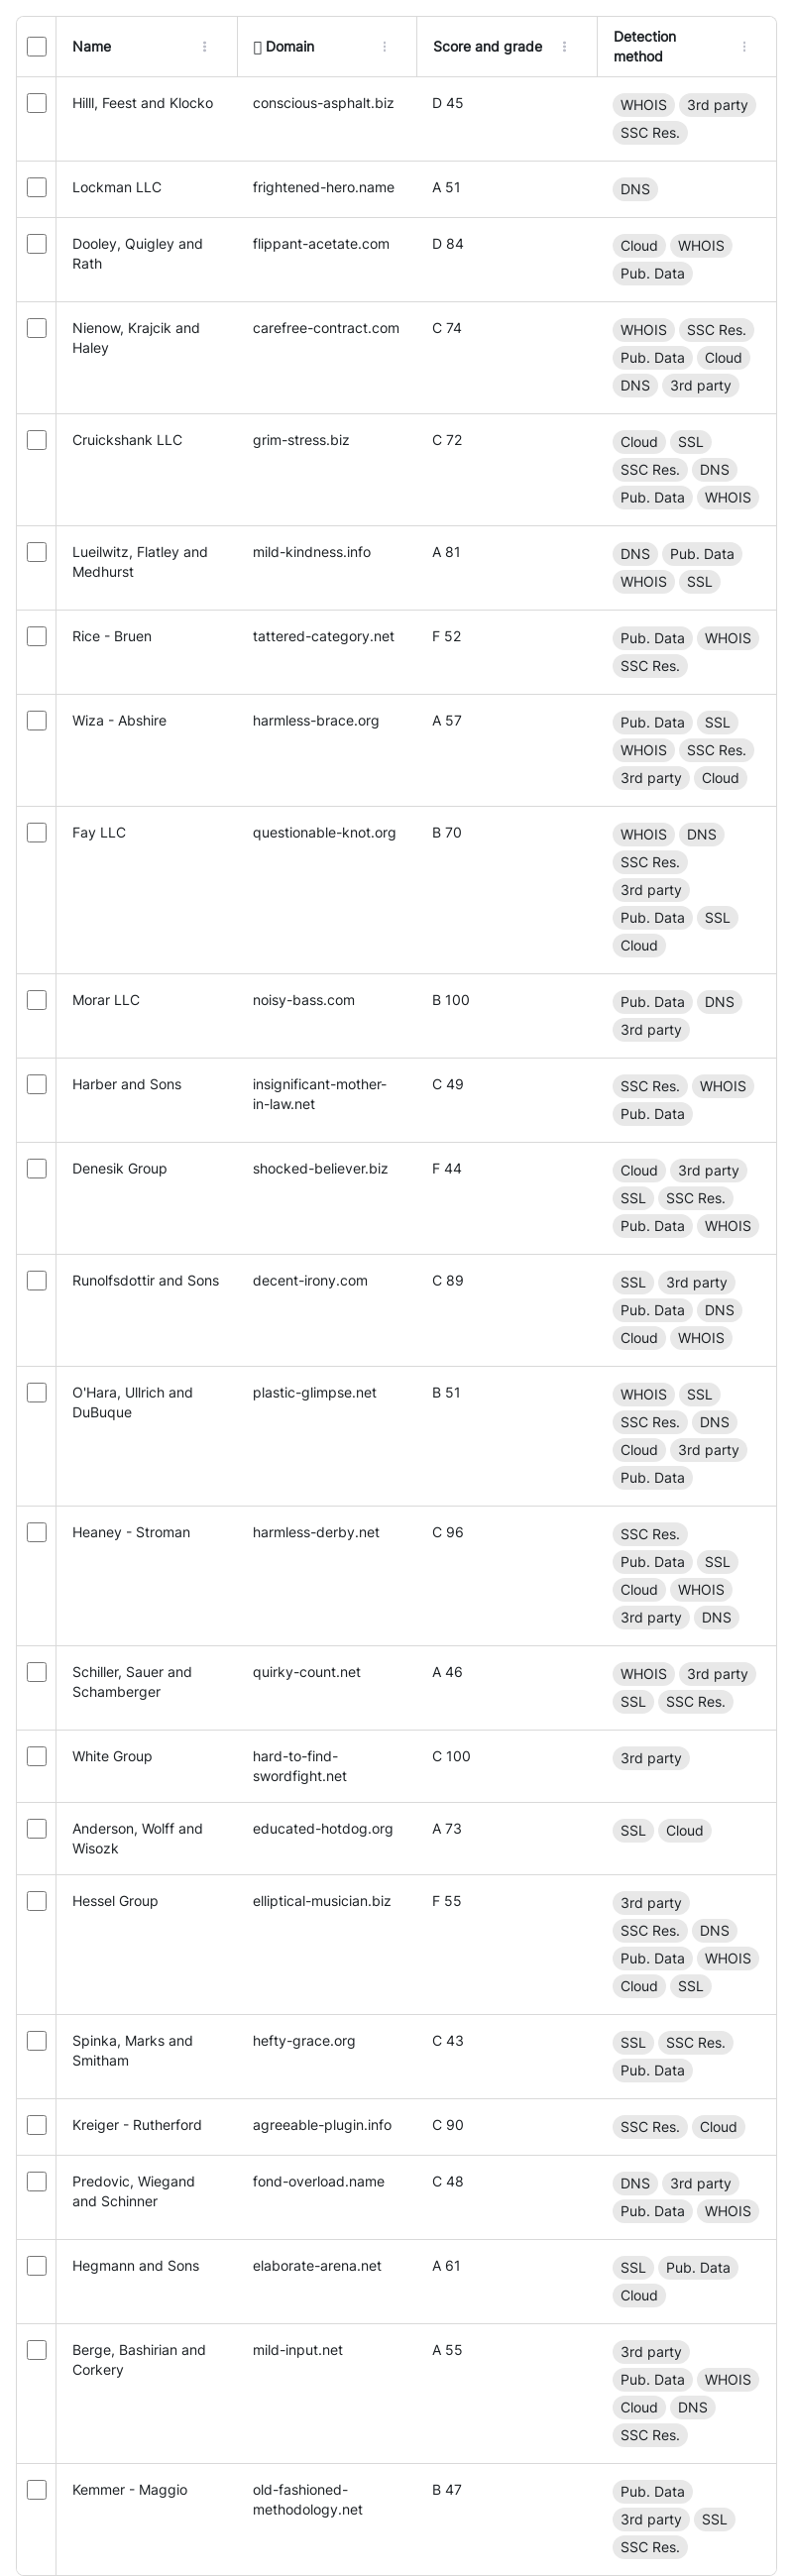 Name Domain Score and grade Detection
method
Hilll, Feest and Klocko conscious-asphalt.biz D 45 WHOIS 3rd party
SSC Res.
Lockman LLC frightened-hero.name A 51 DNS
Dooley, Quigley and flippant-acetate.com D 84 Cloud WHOIS
Rath Pub. Data
Nienow, Krajcik and carefree-contract.com C 74 WHOIS SSC Res.
Haley Pub. Data Cloud
DNS 3rd party
Cruickshank LLC grim-stress.biz C 72 Cloud SSL
SSC Res. DNS
Pub. Data WHOIS
Lueilwitz, Flatley and mild-kindness.info A 81 DNS Pub. Data
Medhurst WHOIS SSL
Rice - Bruen tattered-category.net F 52 Pub. Data WHOIS
SSC Res.
Wiza - Abshire harmless-brace.org A 57 Pub. Data SSL
WHOIS SSC Res.
3rd party Cloud
Fay LLC questionable-knot.org B 70 WHOIS DNS
SSC Res.
3rd party
Pub. Data SSL
Cloud
Morar LLC noisy-bass.com B 100 Pub. Data DNS
3rd party
Harber and Sons insignificant-mother- C 49 SSC Res. WHOIS
in-law.net Pub. Data
Denesik Group shocked-believer.biz F 44 Cloud 3rd party
SSL SSC Res.
Pub. Data WHOIS
Runolfsdottir and Sons decent-irony.com C 89 SSL 3rd party
Pub. Data DNS
Cloud WHOIS
O'Hara, Ullrich and plastic-glimpse.net B 51 WHOIS SSL
DuBuque SSC Res. DNS
Cloud 3rd party
Pub. Data
Heaney - Stroman harmless-derby.net C 96 SSC Res.
Pub. Data SSL
Cloud WHOIS
3rd party DNS
Schiller, Sauer and quirky-count.net A 46 WHOIS 3rd party
Schamberger SSL SSC Res.
White Group hard-to-find- C 100 3rd party
swordfight.net
Anderson, Wolff and educated-hotdog.org A 73 SSL Cloud
Wisozk
Hessel Group elliptical-musician.biz F 55 3rd party
SSC Res. DNS
Pub. Data WHOIS
Cloud SSL
Spinka, Marks and hefty-grace.org C 43 SSL SSC Res.
Smitham Pub. Data
Kreiger - Rutherford agreeable-plugin.info C 90 SSC Res. Cloud
Predovic, Wiegand fond-overload.name C 48 DNS 3rd party
and Schinner Pub. Data WHOIS
Hegmann and Sons elaborate-arena.net A 61 SSL Pub. Data
Cloud
Berge, Bashirian and mild-input.net A 55 3rd party
Corkery Pub. Data WHOIS
Cloud DNS
SSC Res.
Kemmer - Maggio old-fashioned- B 47 Pub. Data
methodology.net 3rd party SSL
SSC Res.